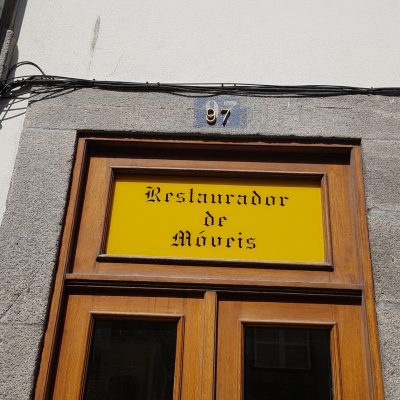 97
Restaurador
de
Móveis